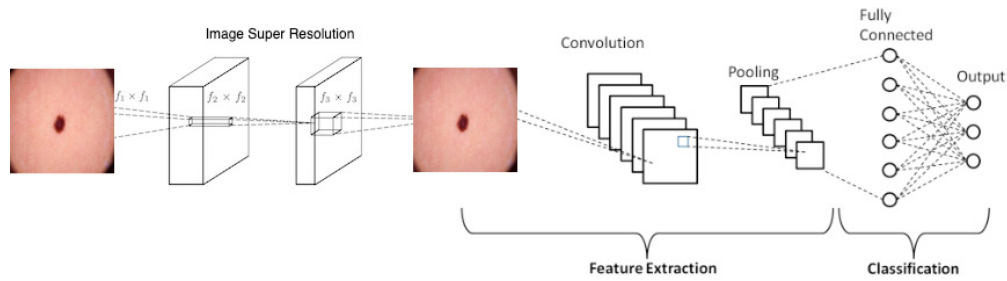 Image Super Resolution
f₁ × f₁
f₂ × f₂
f₃ × f₃
Convolution
Pooling
Fully
Connected
Output
Feature Extraction
Classification